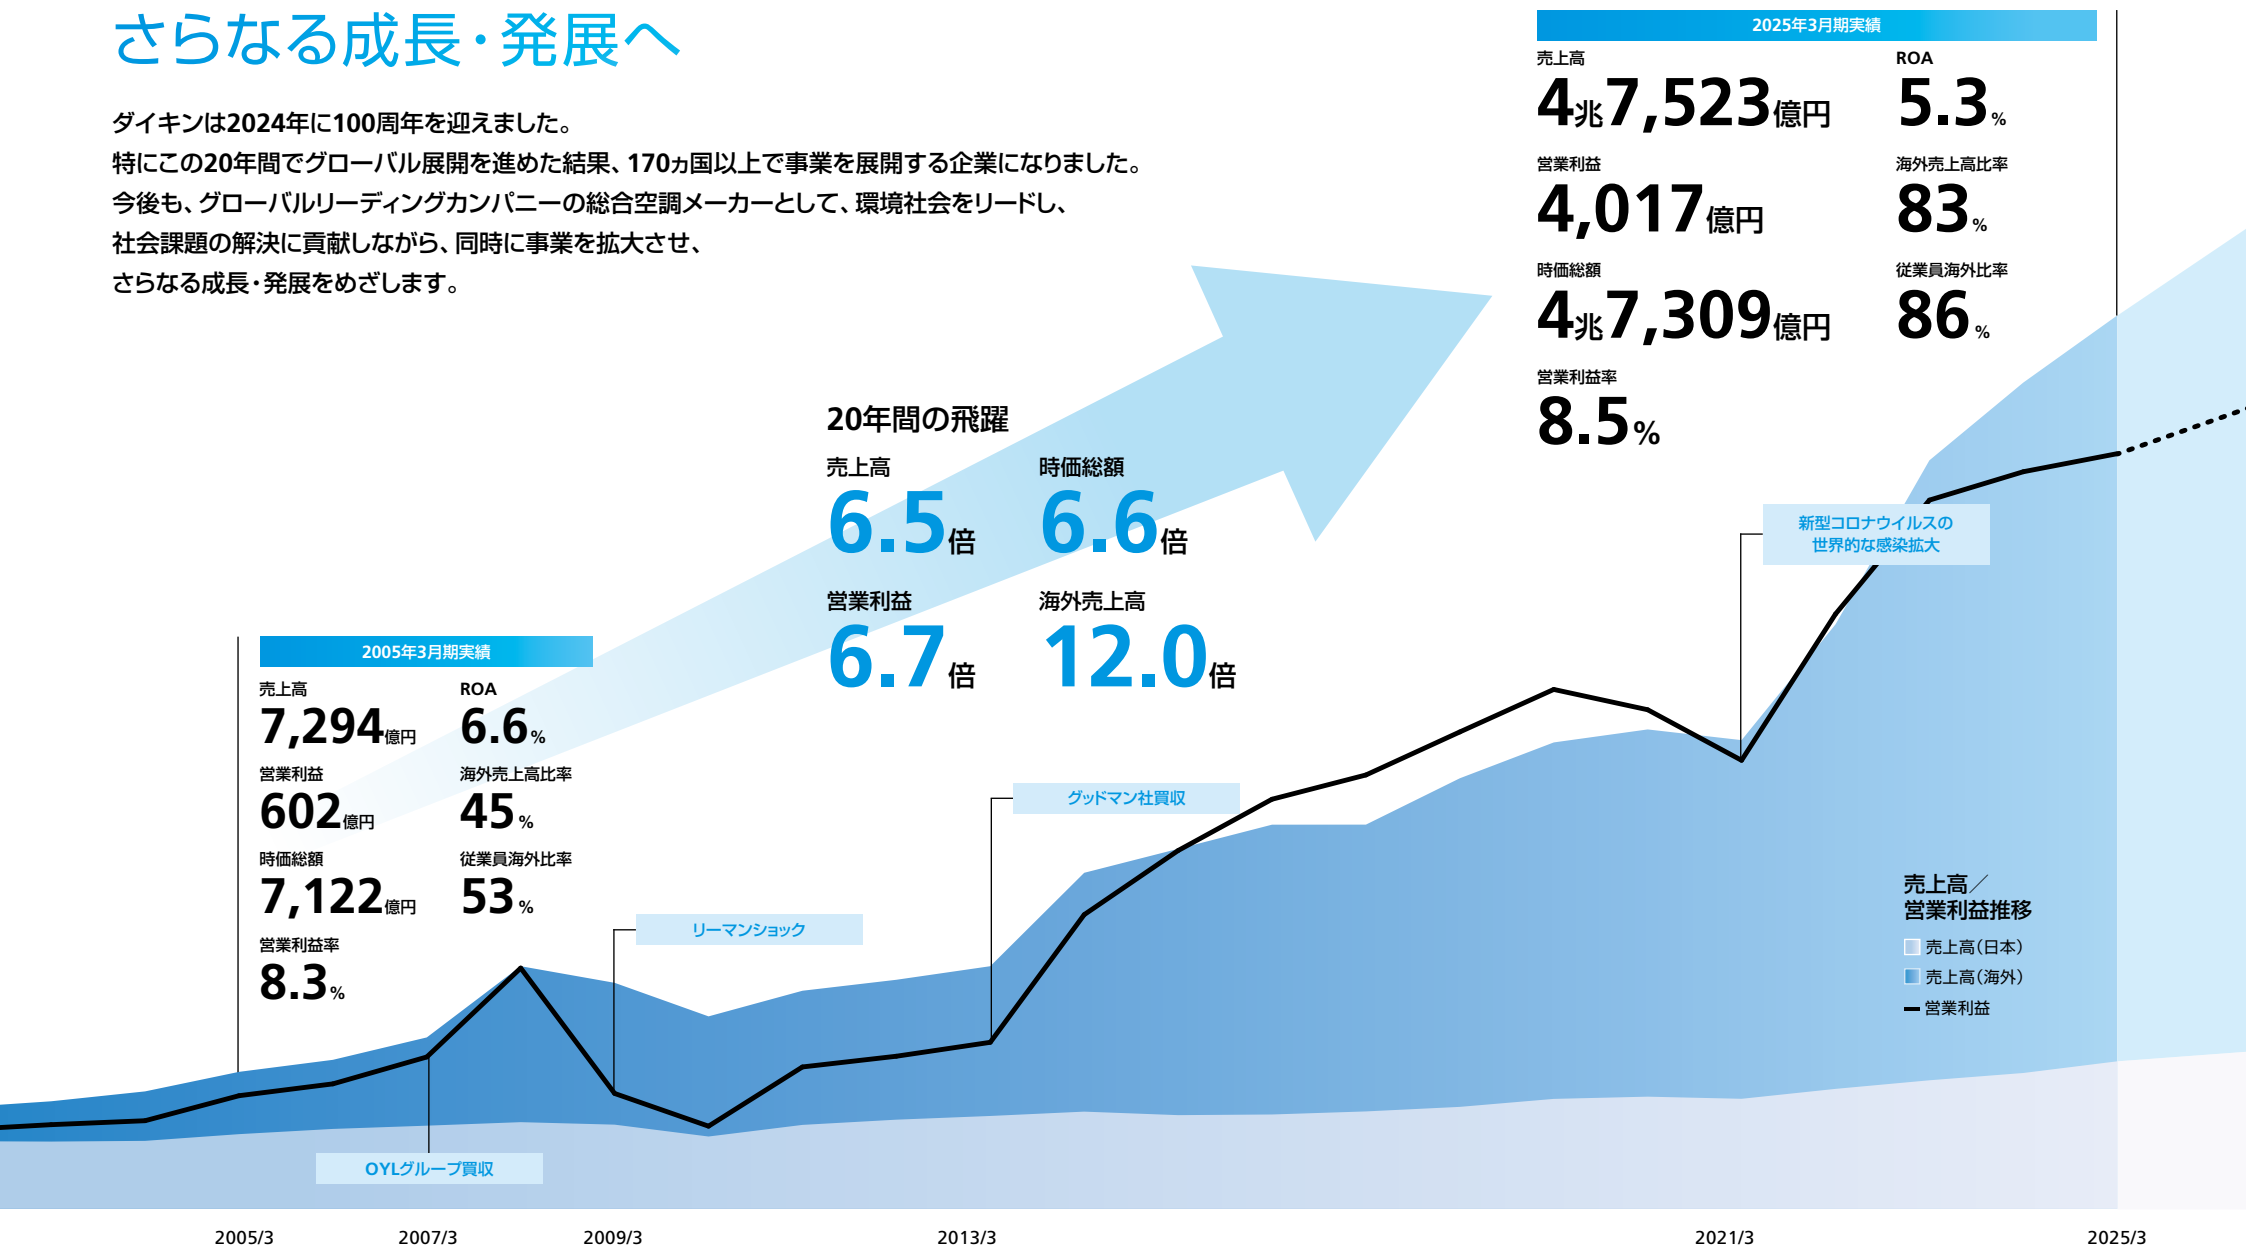 さらなる成長・発展へ
ダイキンは2024年に100周年を迎えました。
特にこの20年間でグローバル展開を進めた結果、170ヵ国以上で事業を展開する企業になりました。
今後も、グローバルリーディングカンパニーの総合空調メーカーとして、環境社会をリードし、
社会課題の解決に貢献しながら、同時に事業を拡大させ、
さらなる成長・発展をめざします。
2025年3月期実績
売上高
4兆7,523億円
ROA
5.3%
営業利益
4,017億円
海外売上高比率
83%
時価総額
4兆7,309億円
従業員海外比率
86%
営業利益率
8.5%
20年間の飛躍
売上高
6.5倍
時価総額
6.6倍
営業利益
6.7倍
海外売上高
12.0倍
2005年3月期実績
売上高
7,294億円
ROA
6.6%
営業利益
602億円
海外売上高比率
45%
時価総額
7,122億円
従業員海外比率
53%
営業利益率
8.3%
新型コロナウイルスの
世界的な感染拡大
グッドマン社買収
リーマンショック
OYLグループ買収
売上高／
営業利益推移
売上高（日本）
売上高（海外）
営業利益
2005/3
2007/3
2009/3
2013/3
2021/3
2025/3